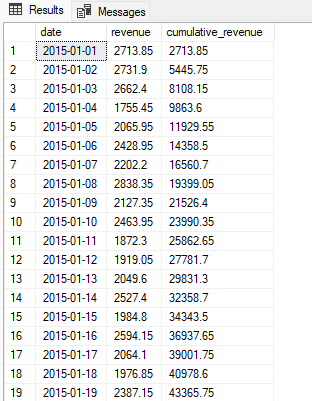 Results Messages
date revenue cumulative_revenue
1 2015-01-01 2713.85 2713.85
2 2015-01-02 2731.9 5445.75
3 2015-01-03 2662.4 8108.15
4 2015-01-04 1755.45 9863.6
5 2015-01-05 2065.95 11929.55
6 2015-01-06 2428.95 14358.5
7 2015-01-07 2202.2 16560.7
8 2015-01-08 2838.35 19399.05
9 2015-01-09 2127.35 21526.4
10 2015-01-10 2463.95 23990.35
11 2015-01-11 1872.3 25862.65
12 2015-01-12 1919.05 27781.7
13 2015-01-13 2049.6 29831.3
14 2015-01-14 2527.4 32358.7
15 2015-01-15 1984.8 34343.5
16 2015-01-16 2594.15 36937.65
17 2015-01-17 2064.1 39001.75
18 2015-01-18 1976.85 40978.6
19 2015-01-19 2387.15 43365.75